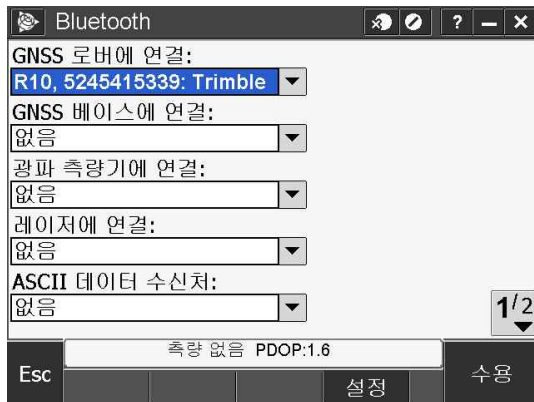 Bluetooth
? — ×
GNSS 로버에 연결:
R10, 5245415339: Trimble
GNSS 베이스에 연결:
없음
광파 측량기에 연결:
없음
레이저에 연결:
없음
ASCII 데이터 수신처:
없음
1/2
측량 없음 PDOP:1.6
Esc
설정
수용